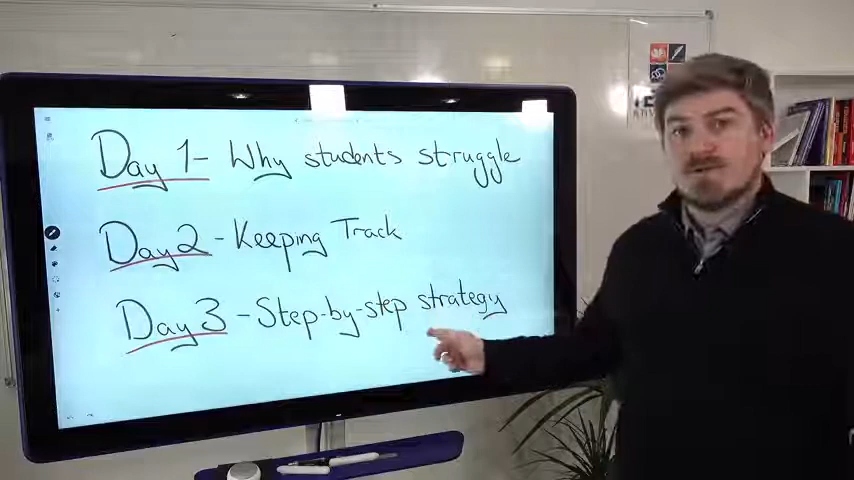 Day 1- Why students struggle
Day 2 - Keeping Track
Day 3 - Step-by-step strategy